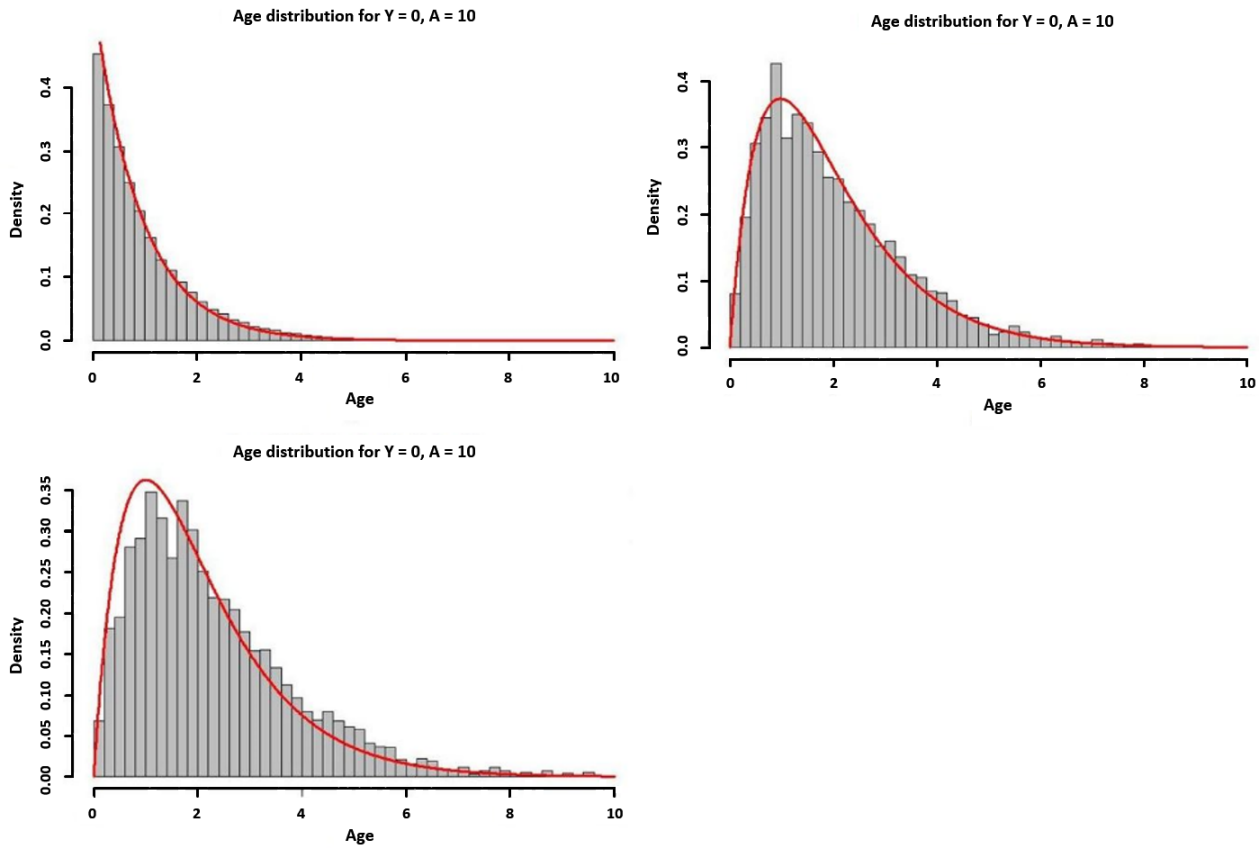 Age distribution for Y = 0, A = 10
Density
0.4
0.3
0.2
0.1
0.0
0 2 4 6 8 10
Age
Age distribution for Y = 0, A = 10
Density
0.4
0.3
0.2
0.1
0.0
0 2 4 6 8 10
Age
Age distribution for Y = 0, A = 10
Density
0.35
0.30
0.25
0.20
0.15
0.10
0.05
0.00
0 2 4 6 8 10
Age